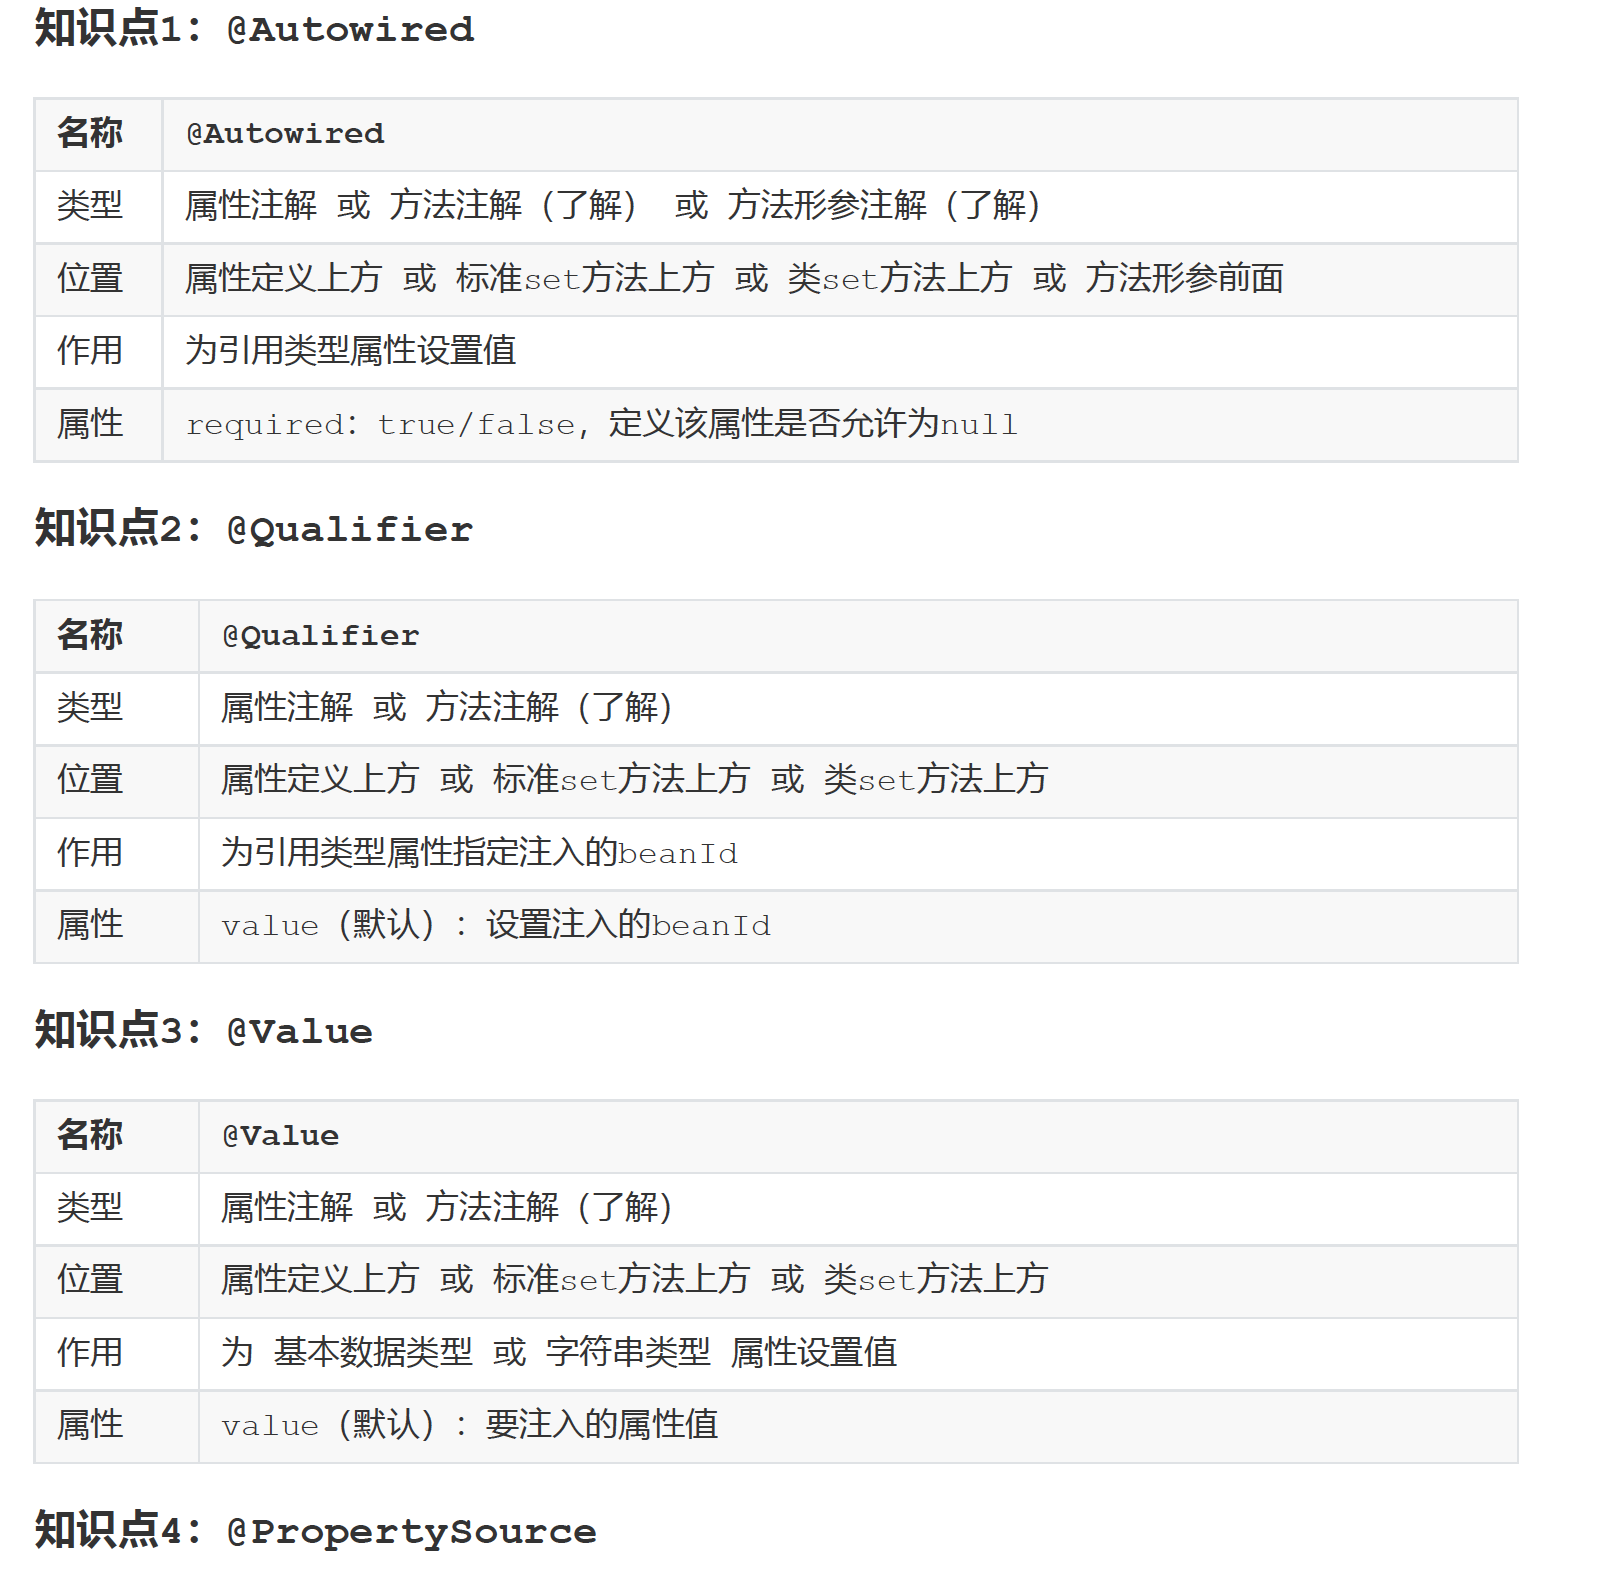 知识点1：@Autowired
名称 @Autowired
类型 属性注解 或 方法注解（了解） 或 方法形参注解（了解）
位置 属性定义上方 或 标准set方法上方 或 类set方法上方 或 方法形参前面
作用 为引用类型属性设置值
属性 required：true/false，定义该属性是否允许为null
知识点2：@Qualifier
名称 @Qualifier
类型 属性注解 或 方法注解（了解）
位置 属性定义上方 或 标准set方法上方 或 类set方法上方
作用 为引用类型属性指定注入的beanId
属性 value（默认）：设置注入的beanId
知识点3：@Value
名称 @Value
类型 属性注解 或 方法注解（了解）
位置 属性定义上方 或 标准set方法上方 或 类set方法上方
作用 为 基本数据类型 或 字符串类型 属性设置值
属性 value（默认）：要注入的属性值
知识点4：@PropertySource